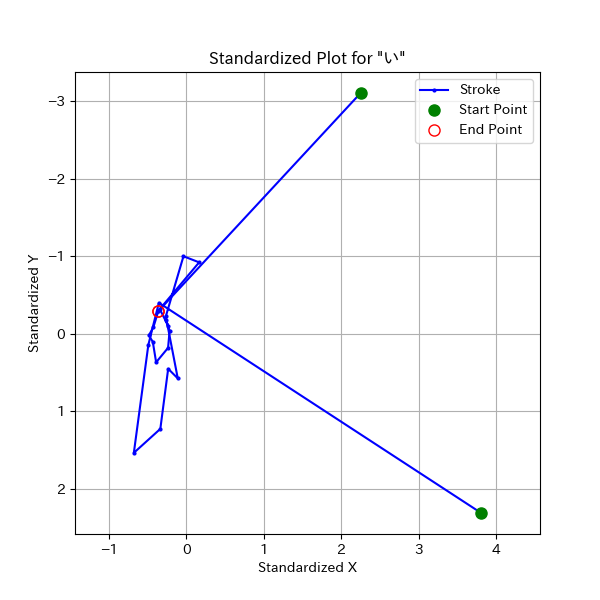 Standardized Plot for "い"
Stroke
Start Point
End Point
Standardized Y
−3
−2
−1
0
1
2
−1 0 1 2 3 4
Standardized X